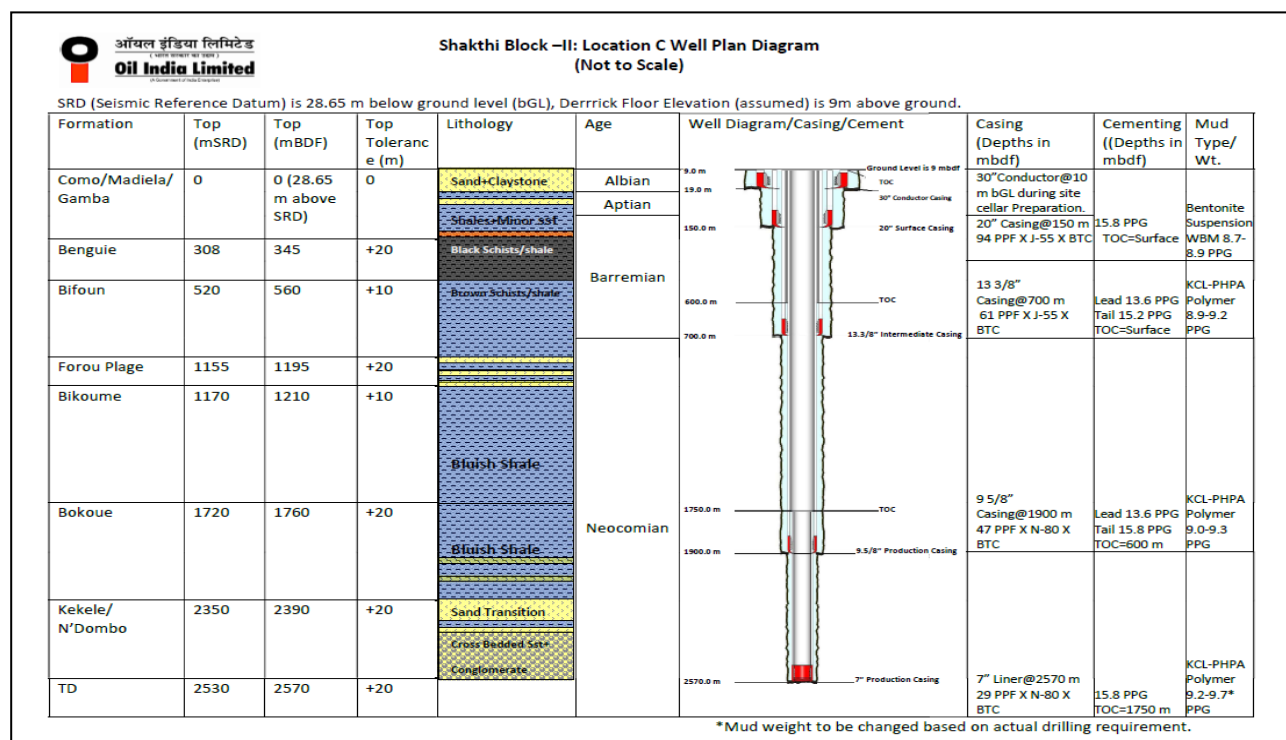 ऑयल इंडिया लिमिटेड
Oil India Limited
Shakthi Block –II: Location C Well Plan Diagram
(Not to Scale)
SRD (Seismic Reference Datum) is 28.65 m below ground level (bGL), Derrrick Floor Elevation (assumed) is 9m above ground.
Formation
Top
(mSRD)
Top
(mBDF)
Top
Toleranc
e (m)
Lithology
Age
Well Diagram/Casing/Cement
Casing
(Depths in
mbdf)
Cementing
((Depths in
mbdf)
Mud
Type/
Wt.
Como/Madiela/
Gamba
0
0 (28.65
m above
SRD)
0
Sand+Claystone
Shales+Minor SST
Albian
Aptian
Barremian
Neocomian
Benguie
308
345
+20
Black Schists/shale
Bifoun
520
560
+10
Brown Schists/shale
Forou Plage
1155
1195
+20
Bikoume
1170
1210
+10
Bluish Shale
Bokoue
1720
1760
+20
Bluish Shale
Kekele/
N’Dombo
2350
2390
+20
Sand Transition
Cross Bedded Sst+
Conglomerate
TD
2530
2570
+20
Ground Level is 9 mbdf
9.0 m
TOC
19.0 m
30" Conductor Casing
150.0 m
20" Surface Casing
600.0 m
TOC
700.0 m
13.3/8" Intermediate Casing
1750.0 m
TOC
1900.0 m
9.5/8" Production Casing
2570.0 m
7" Production Casing
30"Conductor@10
m bGL during site
cellar Preparation.
20” Casing@150 m
94 PPF X J-55 X BTC
15.8 PPG
TOC=Surface
Bentonite
Suspension
WBM 8.7-
8.9 PPG
13 3/8”
Casing@700 m
61 PPF X J-55 X
BTC
Lead 13.6 PPG
Tail 15.2 PPG
TOC=Surface
KCL-PHPA
Polymer
8.9-9.2
PPG
9 5/8”
Casing@1900 m
47 PPF X N-80 X
BTC
Lead 13.6 PPG
Tail 15.8 PPG
TOC=600 m
KCL-PHPA
Polymer
9.0-9.3
PPG
7” Liner@2570 m
29 PPF X N-80 X
BTC
15.8 PPG
TOC=1750 m
KCL-PHPA
Polymer
9.2-9.7*
PPG
*Mud weight to be changed based on actual drilling requirement.